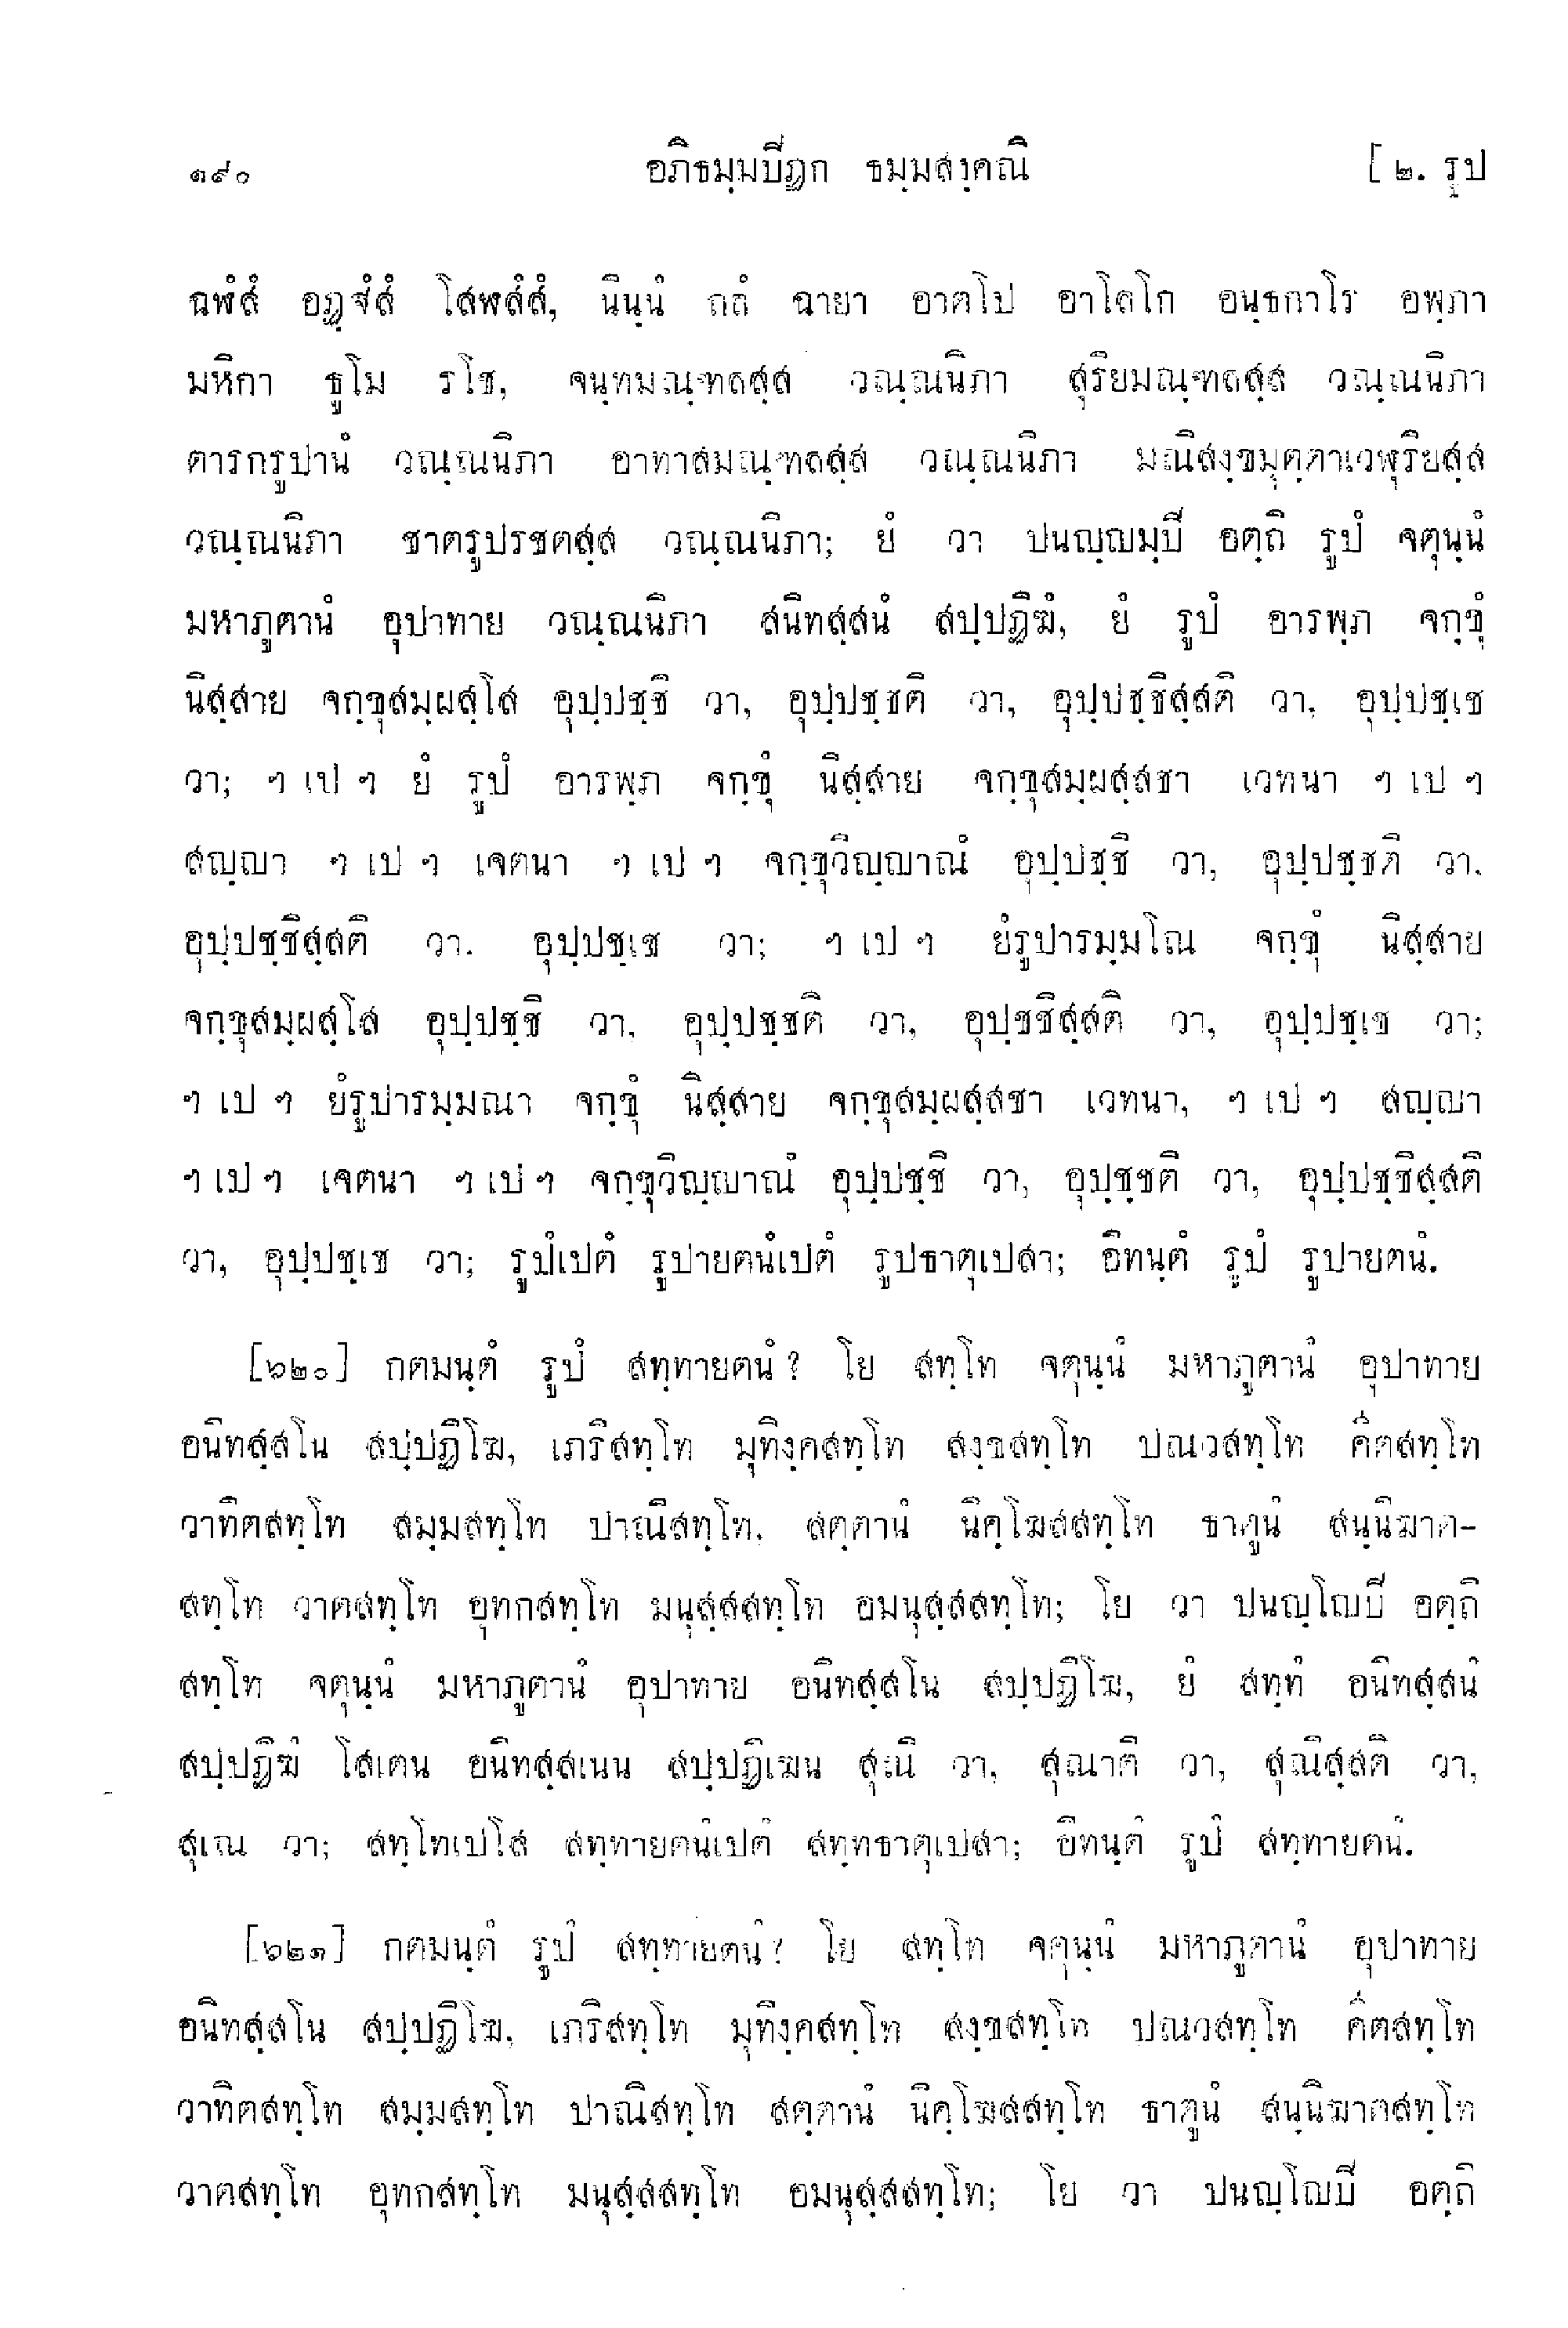 ๑๙๐ อภิธมฺมปิฏก ธมฺมสงฺคณิ [ ๒. รูป
ฉฬํสํ อฏฺฐํสํ โสฬสํสํ, นินฺนํ ถลํ ฉายา อาตโป อาโลโก อนฺธกาโร อพฺภา
มหิกา ธูโม รโช, จนฺทมณฺฑลสฺส วณฺณนิภา สุริยมณฺฑลสฺส วณฺณนิภา
ตารกรูปานํ วณฺณนิภา อาทาสมณฺฑลสฺส วณฺณนิภา มณิสงฺขมุตฺตาเวฬุริยสฺส
วณฺณนิภา ชาตรูปรชตสฺส วณฺณนิภา; ยํ วา ปนญฺญมฺปิ อตฺถิ รูปํ จตุนฺนํ
มหาภูตานํ อุปาทาย วณฺณนิภา สนิทสฺสนํ สปฺปฏิฆํ, ยํ รูปํ อารพฺภ จกฺขุํ
นิสฺสาย จกฺขุสมฺผสฺโส อุปฺปชฺชิ วา, อุปฺปชฺชติ วา, อุปฺปชฺชิสฺสติ วา, อุปฺปชฺเช
วา; ฯ เป ฯ ยํ รูปํ อารพฺภ จกฺขุํ นิสฺสาย จกฺขุสมฺผสฺสชา เวทนา ฯ เป ฯ
สญฺญา ฯ เป ฯ เจตนา ฯ เป ฯ จกฺขุวิญฺญาณํ อุปฺปชฺชิ วา, อุปฺปชฺชติ วา,
อุปฺปชฺชิสฺสติ วา. อุปฺปชฺเช วา; ฯ เป ฯ ยํรูปารมฺมโณ จกฺขุํ นิสฺสาย
จกฺขุสมฺผสฺโส อุปฺปชฺชิ วา, อุปฺปชฺชติ วา, อุปฺชชิสฺสติ วา, อุปฺปชฺเช วา;
ฯ เป ฯ ยํรูปารมฺมณา จกฺขุํ นิสฺสาย จกฺขุสมฺผสฺสชา เวทนา, ฯ เป ฯ สญฺญา
ฯ เป ฯ เจตนา ฯ เป ฯ จกฺขุวิญฺญาณํ อุปฺปชฺชิ วา, อุปฺชฺชติ วา, อุปฺปชฺชิสฺสติ
วา, อุปฺปชฺเช วา; รูปํเปตํ รูปายตนํเปตํ รูปธาตุเปสา; อิทนฺตํ รูปํ รูปายตนํ.
[๖๒๐] กตมนฺตํ รูปํ สทฺทายตนํ? โย สทฺโท จตุนฺนํ มหาภูตานํ อุปาทาย
อนิทสฺสโน สปฺปฏิโฆ, เภริสทฺโท มุทิงฺคสทฺโท สงฺขสทฺโท ปณวสทฺโท คีตสทฺโท
วาทิตสทฺโท สมฺมสทฺโท ปาณิสทฺโท, สตฺตานํ นิคฺโฆสสทฺโท ธาตูนํ สนฺนิฆาต-
สทฺโท วาตสทฺโท อุทกสทฺโท มนุสฺสสทฺโท อมนุสฺสสทฺโท; โย วา ปนญฺโญปิ อตฺถิ
สทฺโท จตุนฺนํ มหาภูตานํ อุปาทาย อนิทสฺสโน สปฺปฏิโฆ, ยํ สทฺทํ อนิทสฺสนํ
สปฺปฏิฆํ โสเตน อนิทสฺสเนน สปฺปฏิเฆน สุณิ วา, สุณาติ วา, สุณิสฺสติ วา,
สุเณ วา; สทฺโทเปโส สทฺทายตนํเปตํ สทฺทธาตุเปสา; อิทนฺตํ รูปํ สทฺทายตนํ.
[๖๒๑] กตมนฺตํ รูปํ สทฺทายตนํ? โย สทฺโท จตุนฺนํ มหาภูตานํ อุปาทาย
อนิทสฺสโน สปฺปฏิโฆ, เภริสทฺโท มุทิงฺคสทฺโท สงฺขสทฺโท ปณวสทฺโท คีตสทฺโท
วาทิตสทฺโท สมฺมสทฺโท ปาณิสทฺโท สตฺตานํ นิคฺโฆสสทฺโท ธาตูนํ สนฺนิฆาตสทฺโท
วาตสทฺโท อุทกสทฺโท มนุสฺสสทฺโท อมนุสฺสสทฺโท; โย วา ปนญฺโญปิ อตฺถิ